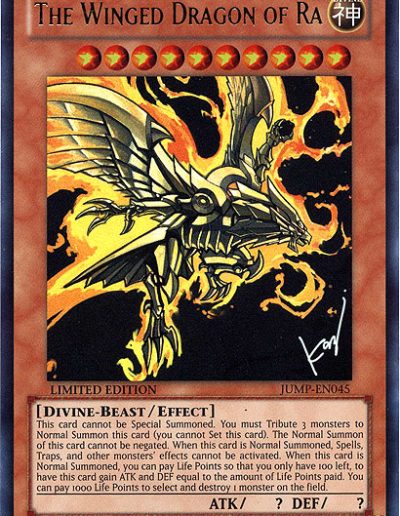 THE WINGED DRAGON OF RA
DIVINE
神
LIMITED EDITION
JUMP-EN045
[DIVINE-BEAST / EFFECT]
This card cannot be Special Summoned. You must Tribute 3 monsters to
Normal Summon this card (you cannot Set this card). The Normal Summon
of this card cannot be negated. When this card is Normal Summoned, Spells,
Traps, and other monsters' effects cannot be activated. When this card is
Normal Summoned, you can pay Life Points so that you only have 100 left, to
have this card gain ATK and DEF equal to the amount of Life Points paid. You
can pay 1000 Life Points to select and destroy 1 monster on the field.
ATK/ ? DEF/ ?